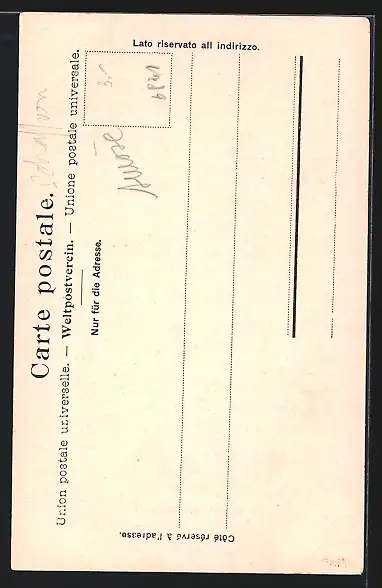 Carte postale.
Union postale universelle. — Weltpostverein. — Unione postale universale.
Nur für die Adresse.
Lato riservato all indirizzo.
Côté réservé à l'adresse.